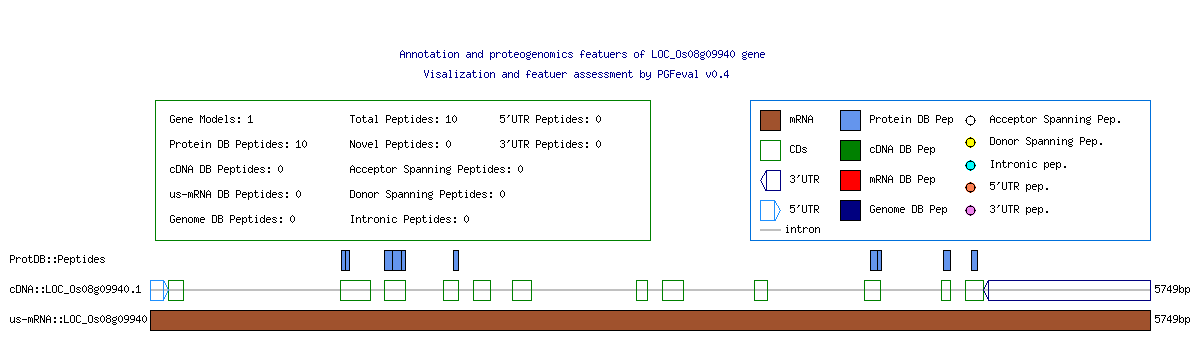 Annotation and proteogenomics featuers of LOC_Os08g09940 gene
Visalization and featuer assessment by PGFeval v0.4
Gene Models: 1 Total Peptides: 10 5'UTR Peptides: 0
Protein DB Peptides: 10 Novel Peptides: 0 3'UTR Peptides: 0
cDNA DB Peptides: 0 Acceptor Spanning Peptides: 0
us-mRNA DB Peptides: 0 Donor Spanning Peptides: 0
Genome DB Peptides: 0 Intronic Peptides: 0
mRNA Protein DB Pep Acceptor Spanning Pep.
CDs cDNA DB Pep Donor Spanning Pep.
3'UTR mRNA DB Pep Intronic pep.
5'UTR Genome DB Pep 5'UTR pep.
intron 3'UTR pep.
ProtDB::Peptides
cDNA::LOC_Os08g09940.1 5749bp
us-mRNA::LOC_Os08g09940 5749bp